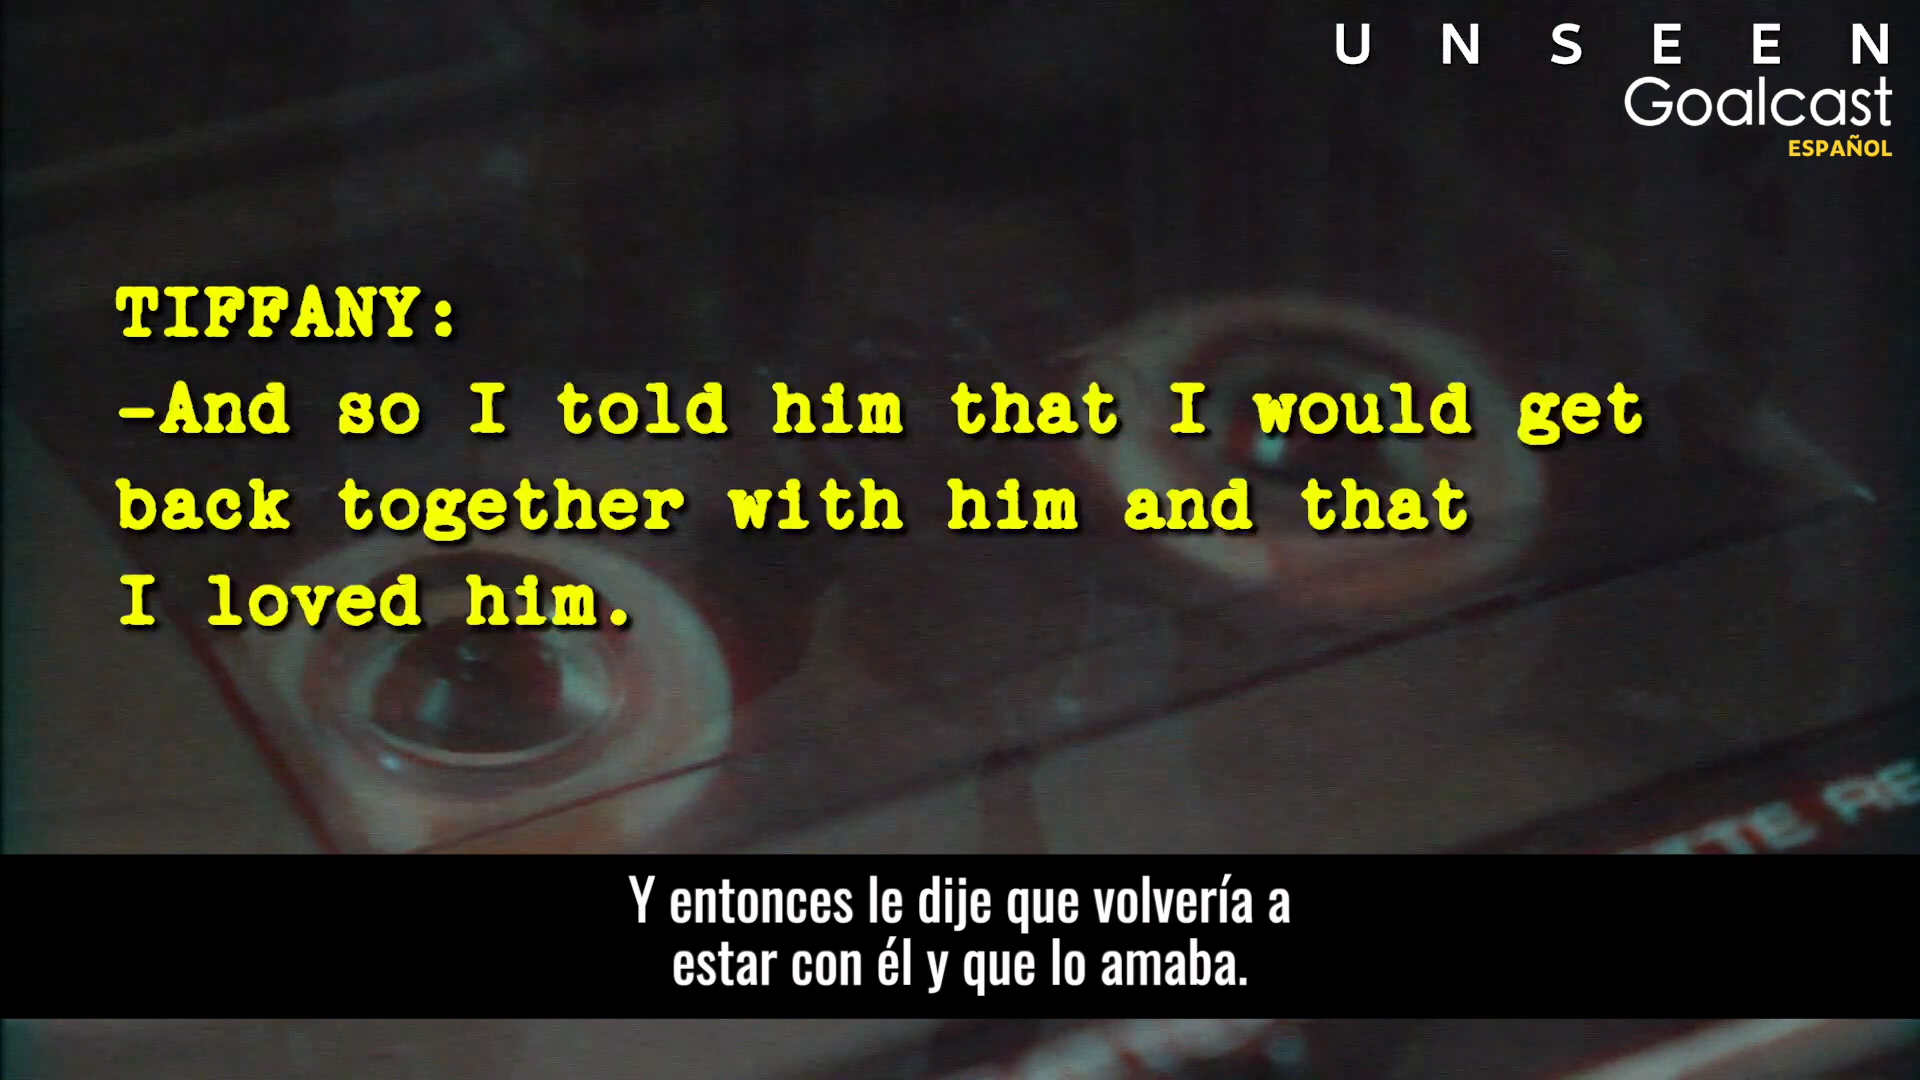 UNSEEN
Goalcast
ESPAÑOL
TIFFANY:
-And so I told him that I would get
back together with him and that
I loved him.
Y entonces le dije que volvería a
estar con él y que lo amaba.